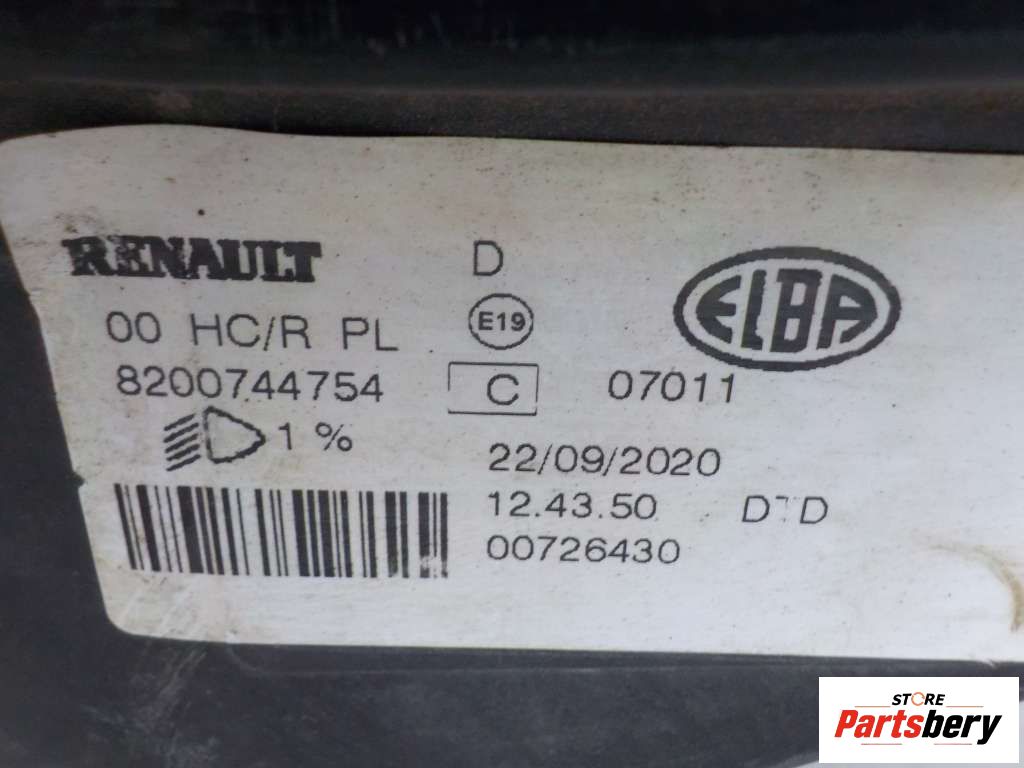 RENAULT D
00 HC/R PL E19 ELBA
8200744754 C 07011
1 %
22/09/2020
12.43.50
00726430
STORE
Partsbery